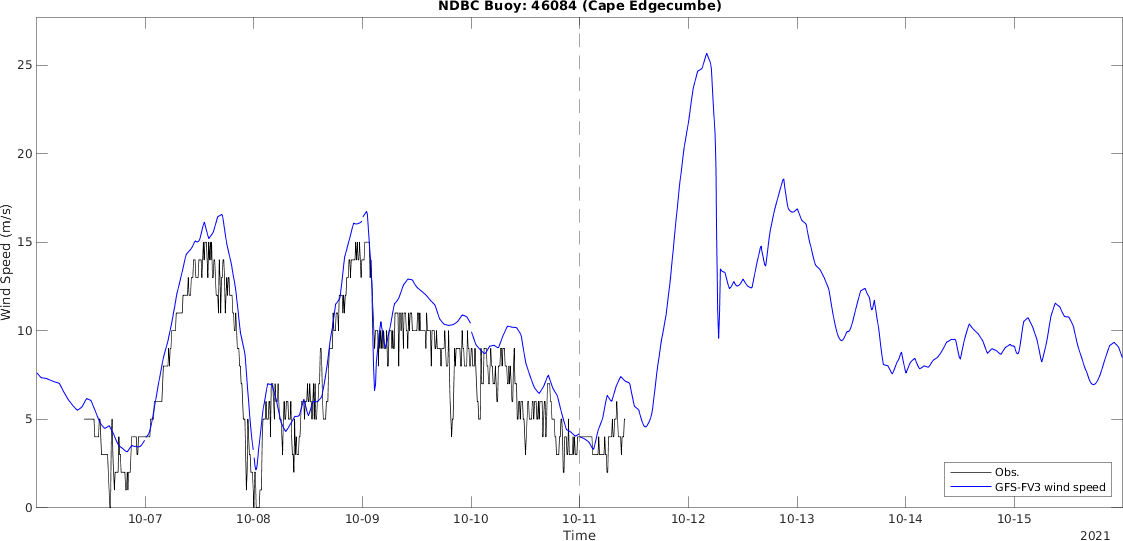 NDBC Buoy: 46084 (Cape Edgecumbe)
Wind Speed (m/s)
25
20
15
10
5
0
10-07 10-08 10-09 10-10 10-11 10-12 10-13 10-14 10-15
Time
2021
Obs.
GFS-FV3 wind speed